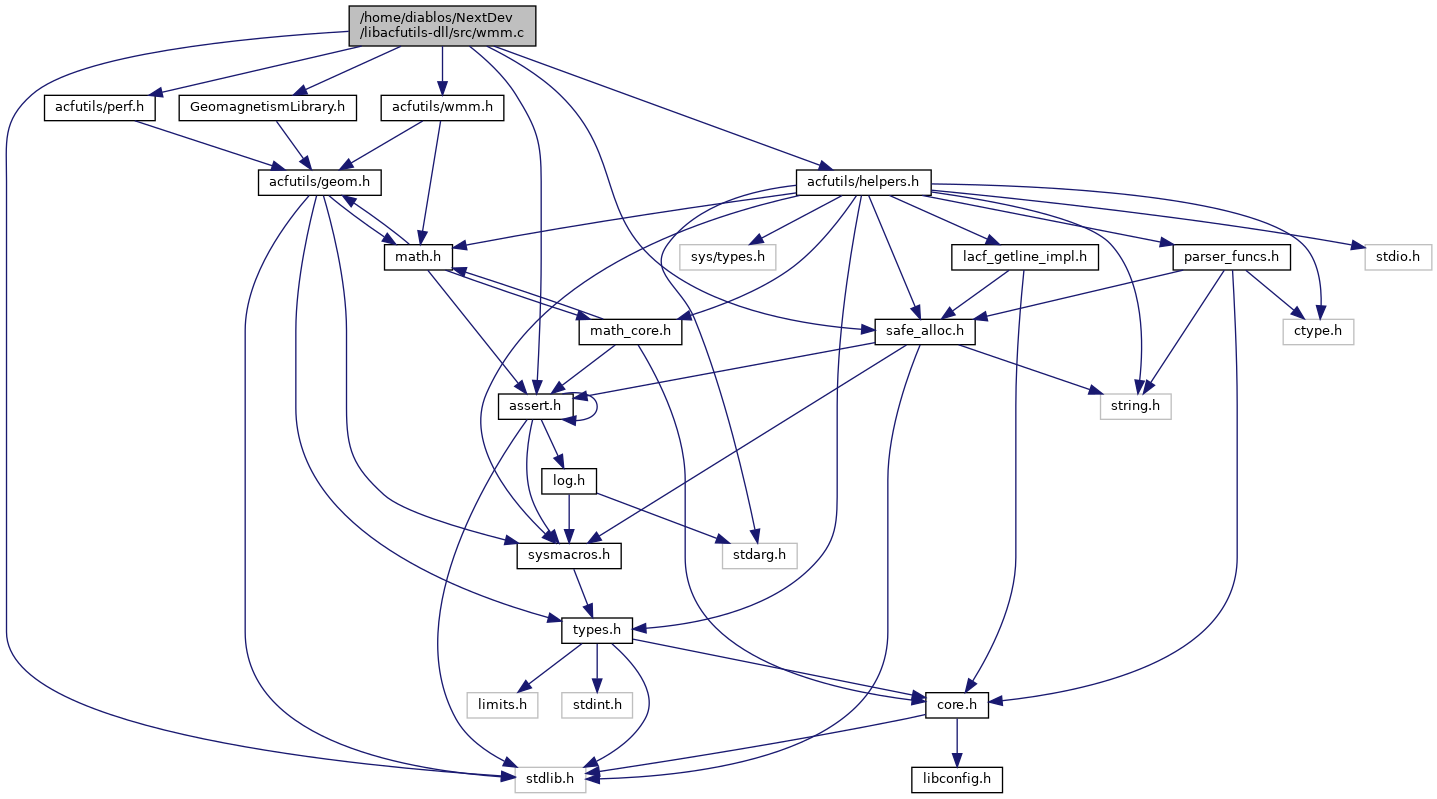 /home/diablos/NextDev
/libacfutils-dll/src/wmm.c
acfutils/perf.h
GeomagnetismLibrary.h
acfutils/wmm.h
acfutils/geom.h
acfutils/helpers.h
math.h
sys/types.h
lacf_getline_impl.h
parser_funcs.h
stdio.h
math_core.h
safe_alloc.h
ctype.h
assert.h
string.h
log.h
sysmacros.h
stdarg.h
types.h
limits.h
stdint.h
core.h
stdlib.h
libconfig.h